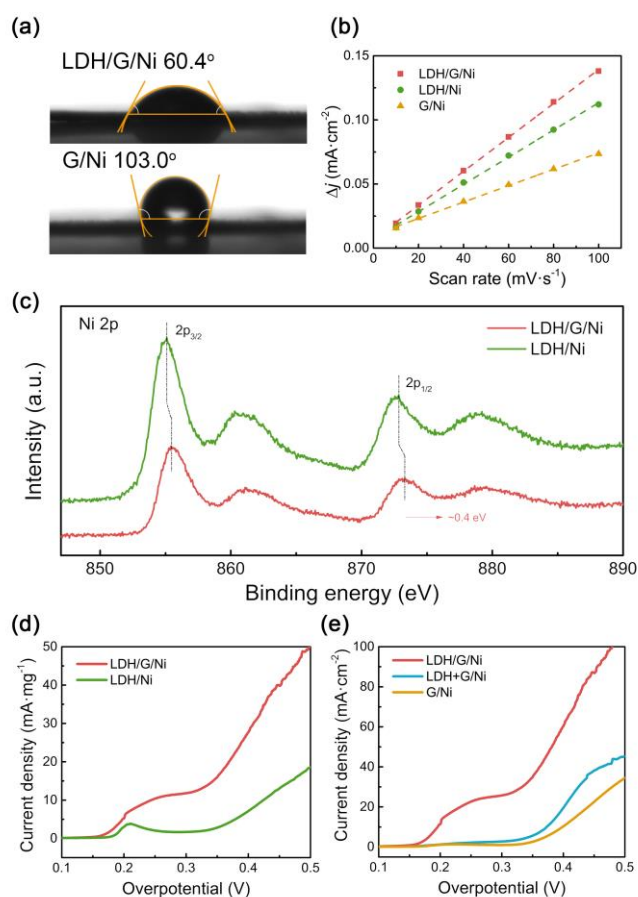 (a)
LDH/G/Ni 60.4°
G/Ni 103.0°
(b)
0.15
0.10
0.05
0.00
Δj (mA·cm⁻²)
LDH/G/Ni
LDH/Ni
G/Ni
0 20 40 60 80 100
Scan rate (mV·s⁻¹)
(c)
Ni 2p
2p3/2
2p1/2
LDH/G/Ni
LDH/Ni
~0.4 eV
Intensity (a.u.)
850 860 870 880 890
Binding energy (eV)
(d)
50
40
30
20
10
0
Current density (mA·mg⁻¹)
LDH/G/Ni
LDH/Ni
0.1 0.2 0.3 0.4 0.5
Overpotential (V)
(e)
100
80
60
40
20
0
Current density (mA·cm⁻²)
LDH/G/Ni
LDH+G/Ni
G/Ni
0.1 0.2 0.3 0.4 0.5
Overpotential (V)